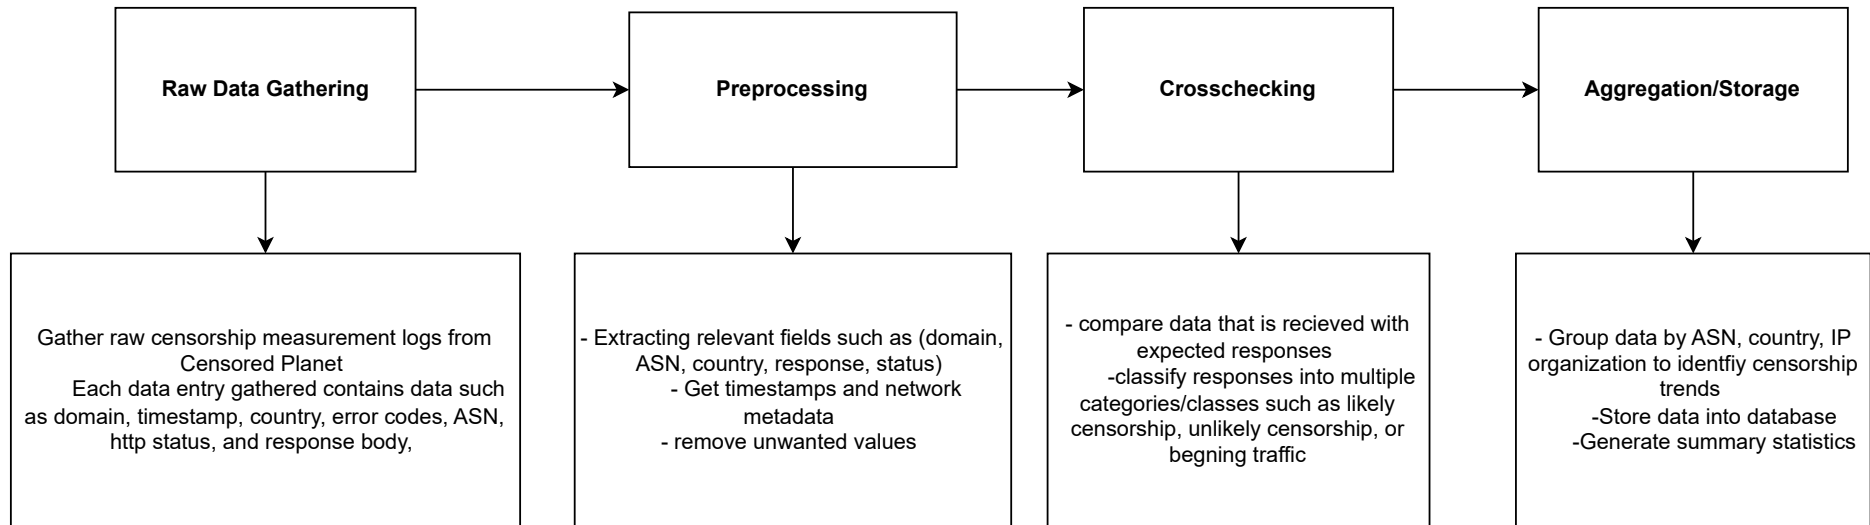 Raw Data Gathering
Preprocessing
Crosschecking
Aggregation/Storage
Gather raw censorship measurement logs from
Censored Planet
Each data entry gathered contains data such
as domain, timestamp, country, error codes, ASN,
http status, and response body,
- Extracting relevant fields such as (domain,
ASN, country, response, status)
- Get timestamps and network
metadata
- remove unwanted values
- compare data that is recieved with
expected responses
-classify responses into multiple
categories/classes such as likely
censorship, unlikely censorship, or
begning traffic
- Group data by ASN, country, IP
organization to identfiy censorship
trends
-Store data into database
-Generate summary statistics